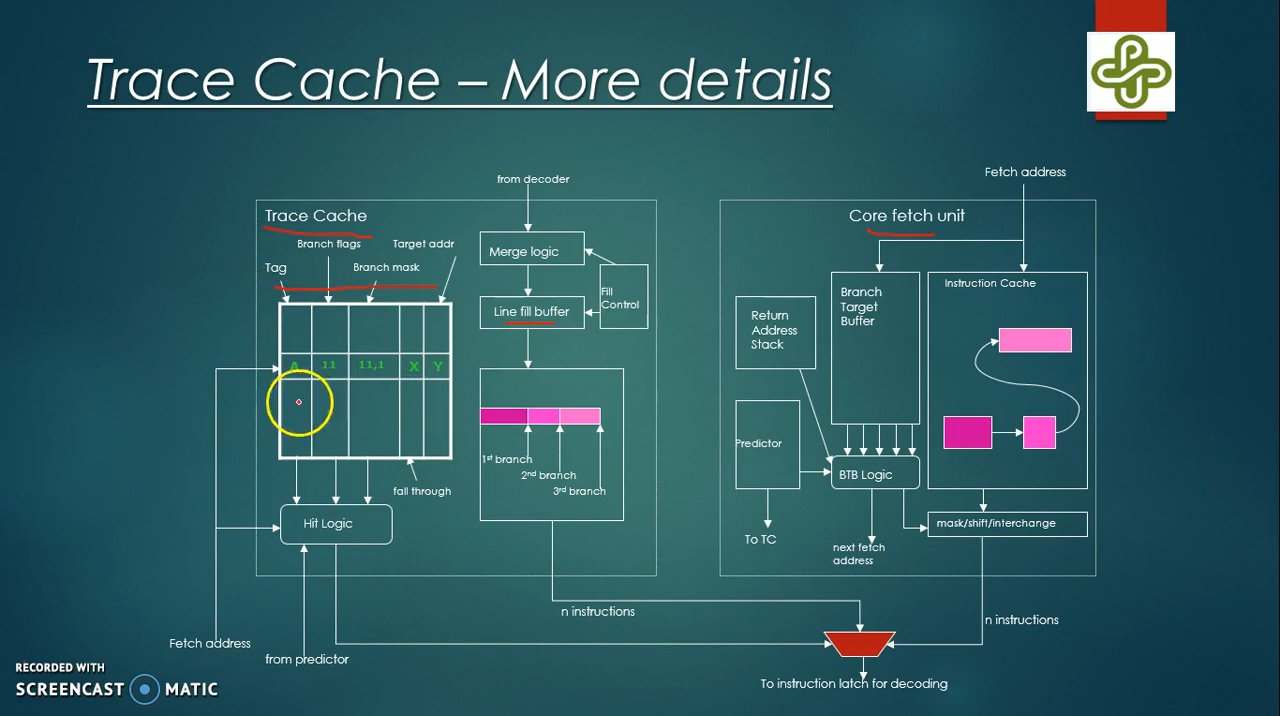 Trace Cache – More details
from decoder
Fetch address
Trace Cache
Core fetch unit
Branch flags
Target addr
Tag
Branch mask
Merge logic
Fill
Control
Line fill buffer
Return
Address
Stack
Branch
Target
Buffer
Instruction Cache
A 11 11,1 X Y
1st branch
2nd branch
3rd branch
fall through
Predictor
BTB Logic
Hit Logic
mask/shift/interchange
To TC
next fetch
address
n instructions
n instructions
Fetch address
from predictor
To instruction latch for decoding
RECORDED WITH
SCREENCAST MATIC